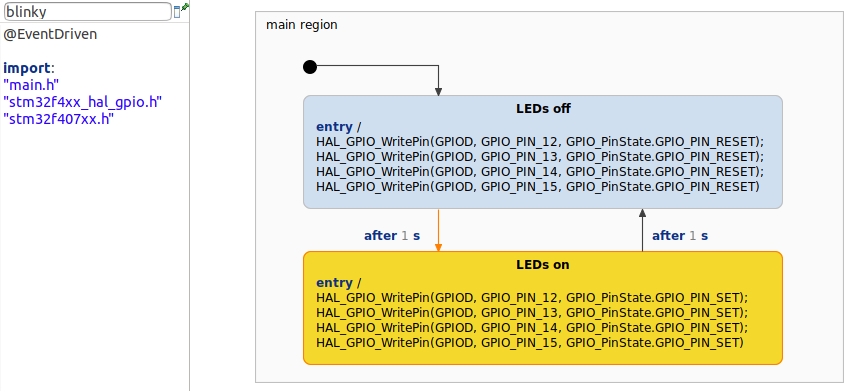 blinky
@EventDriven
import:
"main.h"
"stm32f4xx_hal_gpio.h"
"stm32f407xx.h"
main region
LEDs off
entry /
HAL_GPIO_WritePin(GPIOD, GPIO_PIN_12, GPIO_PinState.GPIO_PIN_RESET);
HAL_GPIO_WritePin(GPIOD, GPIO_PIN_13, GPIO_PinState.GPIO_PIN_RESET);
HAL_GPIO_WritePin(GPIOD, GPIO_PIN_14, GPIO_PinState.GPIO_PIN_RESET);
HAL_GPIO_WritePin(GPIOD, GPIO_PIN_15, GPIO_PinState.GPIO_PIN_RESET)
after 1 s
after 1 s
LEDs on
entry /
HAL_GPIO_WritePin(GPIOD, GPIO_PIN_12, GPIO_PinState.GPIO_PIN_SET);
HAL_GPIO_WritePin(GPIOD, GPIO_PIN_13, GPIO_PinState.GPIO_PIN_SET);
HAL_GPIO_WritePin(GPIOD, GPIO_PIN_14, GPIO_PinState.GPIO_PIN_SET);
HAL_GPIO_WritePin(GPIOD, GPIO_PIN_15, GPIO_PinState.GPIO_PIN_SET)